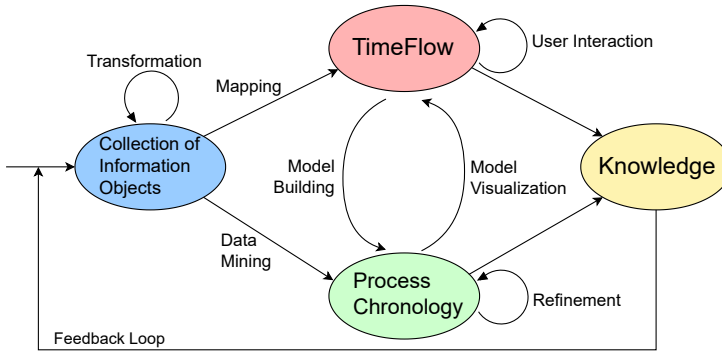 TimeFlow
User Interaction
Transformation
Mapping
Collection of
Information
Objects
Model
Building
Model
Visualization
Knowledge
Data
Mining
Process
Chronology
Refinement
Feedback Loop